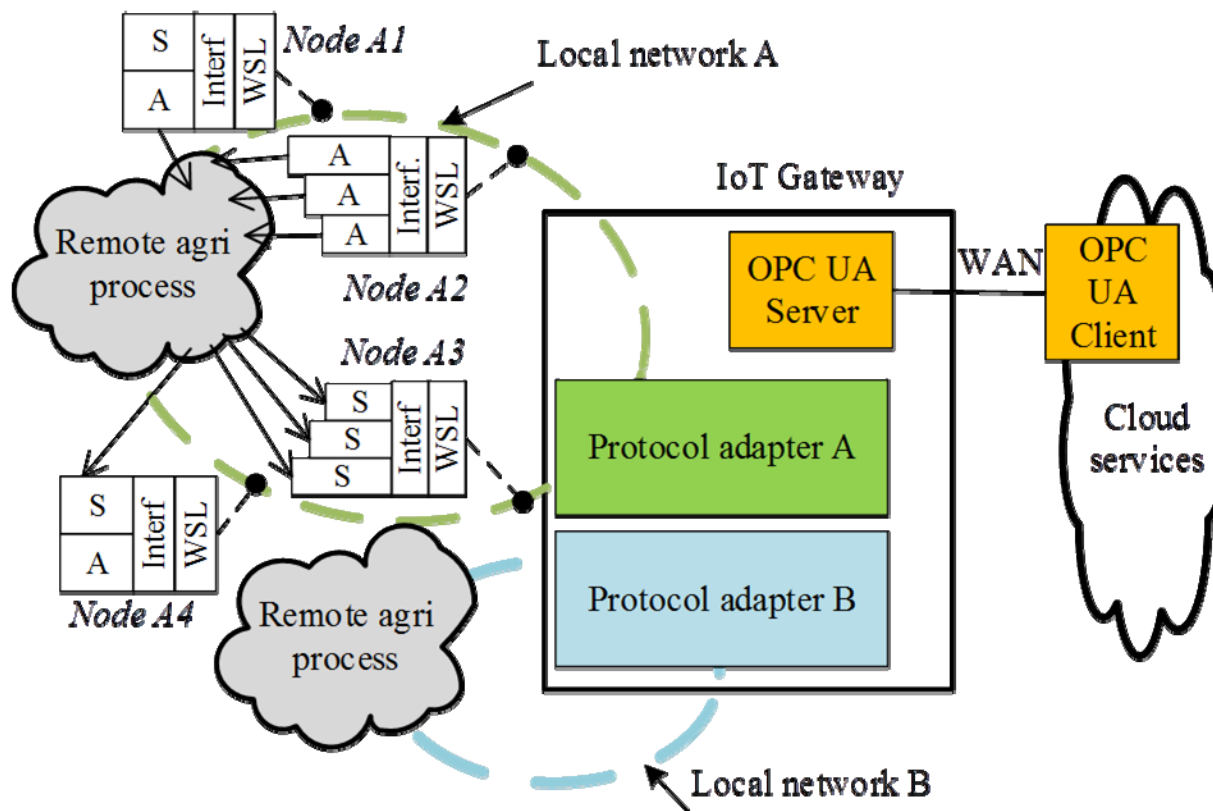 Node A1
S
A
Interf
WSL
Local network A
A
A
A
Interf.
WSL
Node A2
Remote agri
process
Node A3
S
S
S
Interf
WSL
S
A
Interf
WSL
Node A4
Remote agri
process
IoT Gateway
OPC UA
Server
WAN
OPC
UA
Client
Cloud
services
Protocol adapter A
Protocol adapter B
Local network B